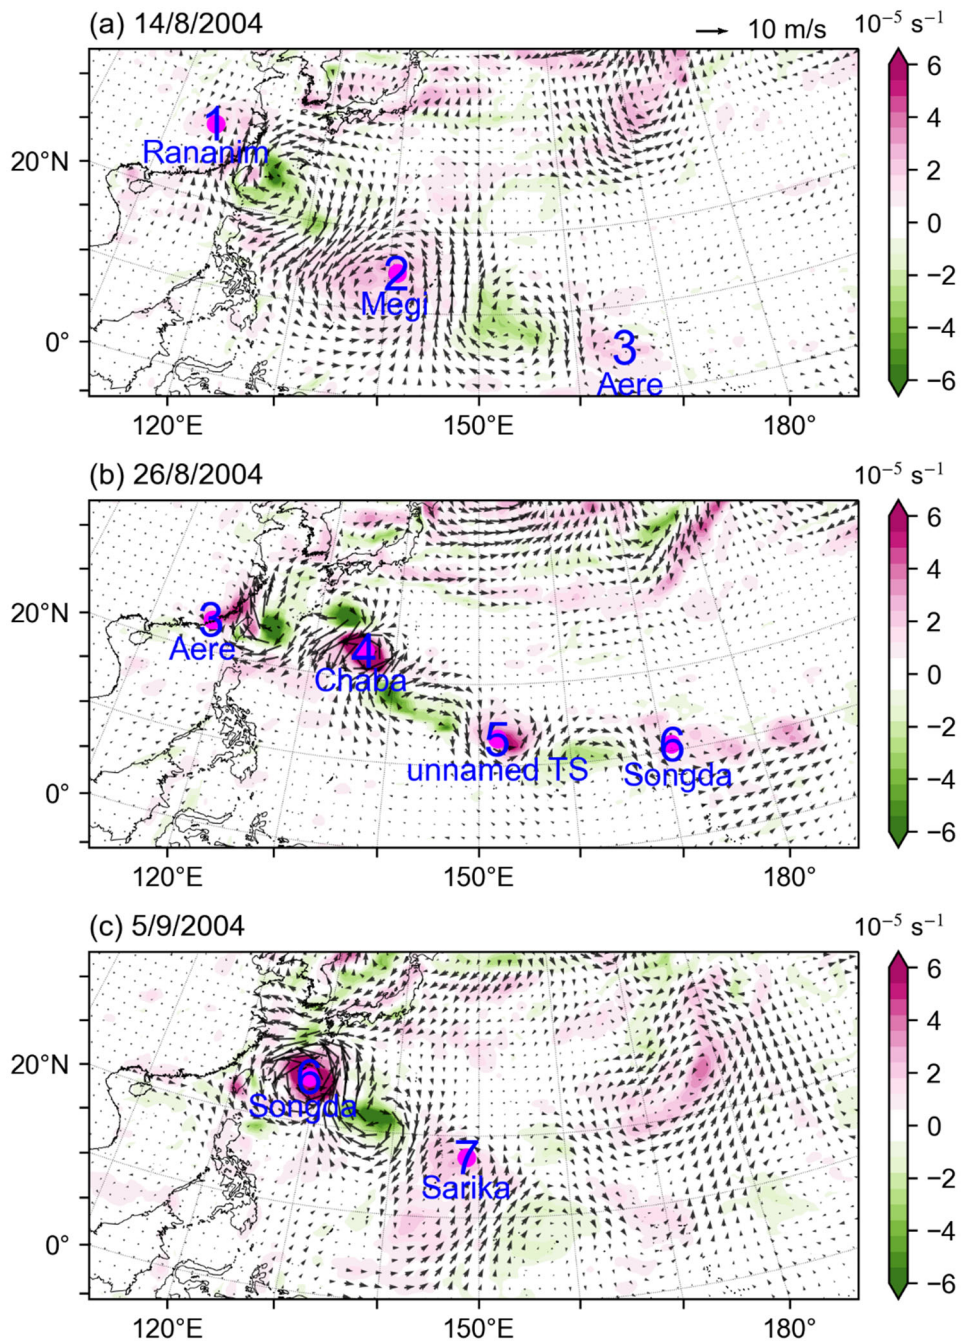 (a) 14/8/2004
10 m/s
10⁻⁵ s⁻¹
6
4
2
0
−2
−4
−6
20°N
0°
120°E
150°E
180°
1
Rananim
2
Megi
3
Aere
(b) 26/8/2004
10⁻⁵ s⁻¹
6
4
2
0
−2
−4
−6
20°N
0°
120°E
150°E
180°
3
Aere
4
Chaba
5
unnamed TS
6
Songda
(c) 5/9/2004
10⁻⁵ s⁻¹
6
4
2
0
−2
−4
−6
20°N
0°
120°E
150°E
180°
6
Songda
7
Sarika